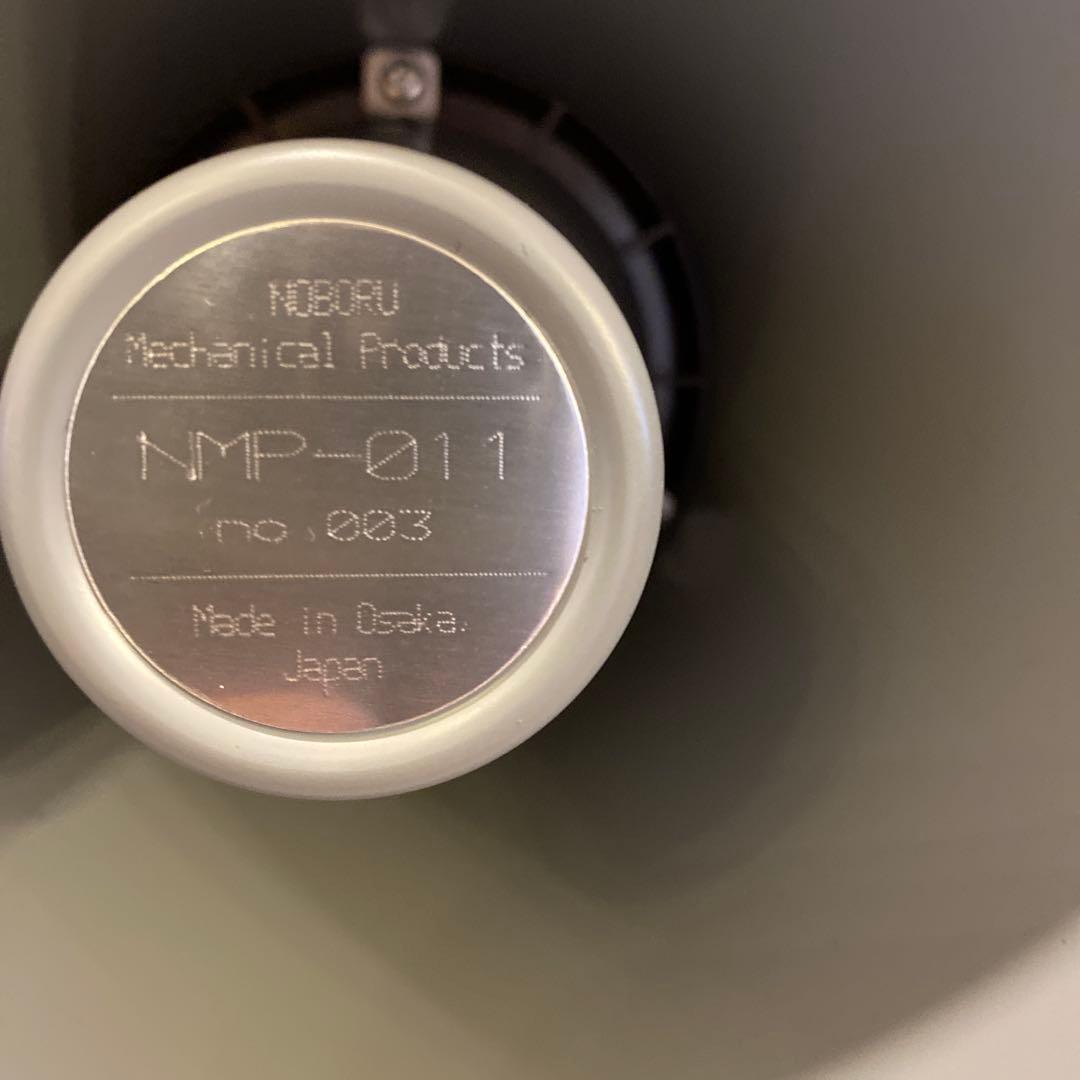 NOBORU
Mechanical Products
NMP-011
no.003
Made in Osaka.
Japan